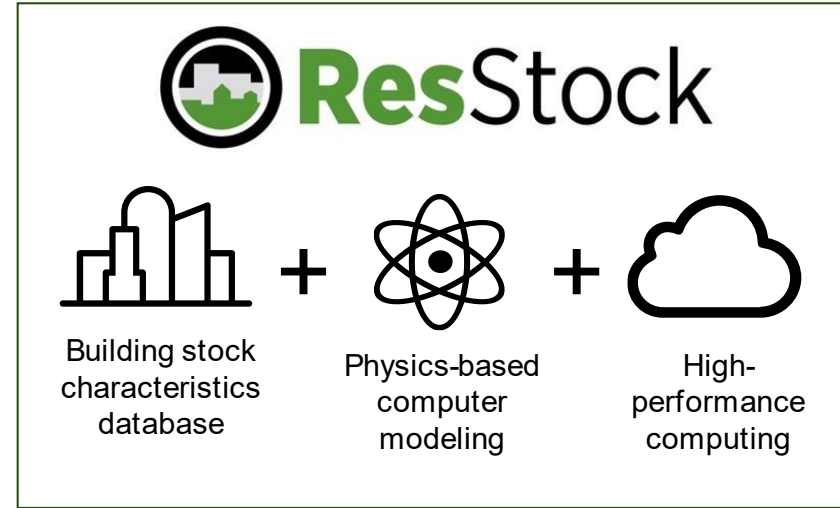 ResStock
+
+
Building stock
characteristics
database
Physics-based
computer
modeling
High-
performance
computing